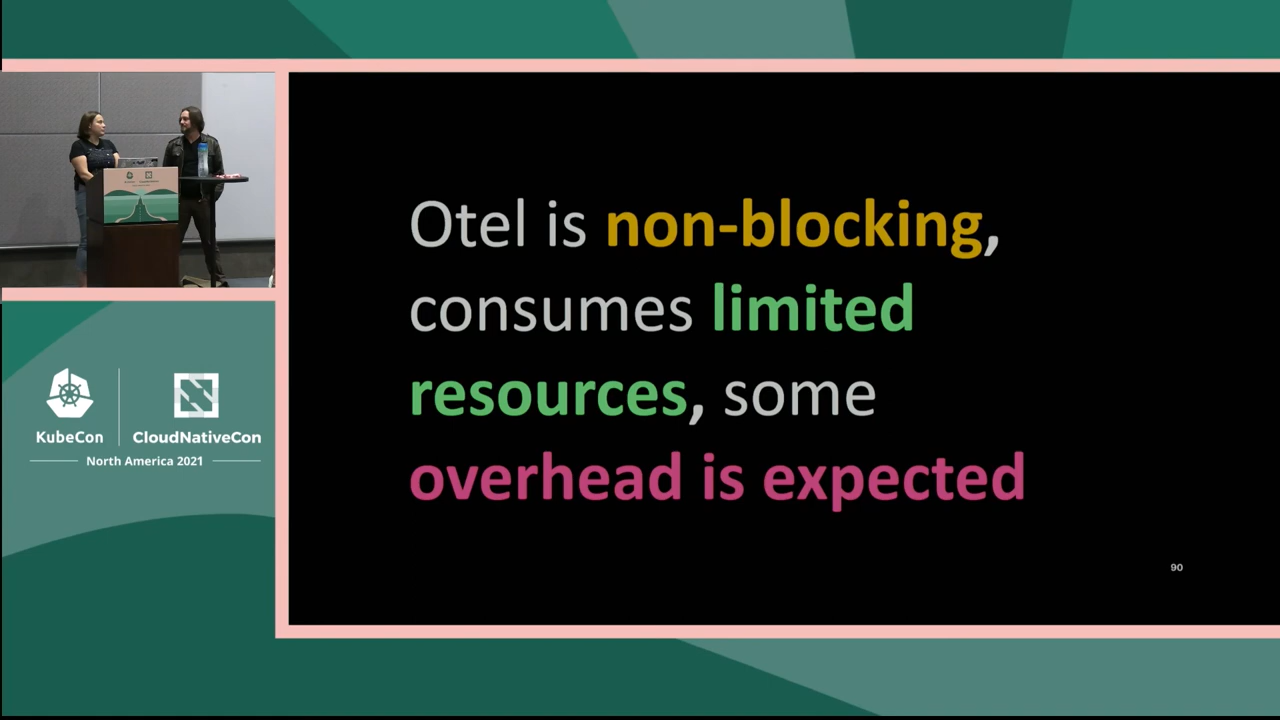 Otel is non-blocking,
consumes limited
resources, some
overhead is expected
90
KubeCon
CloudNativeCon
North America 2021